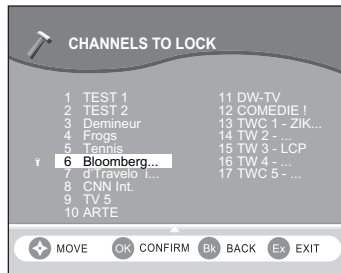 CHANNELS TO LOCK
1 TEST 1
2 TEST 2
3 Demineur
4 Frogs
5 Tennis
6 Bloomberg...
7 d'Travelo i...
8 CNN Int.
9 TV 5
10 ARTE
11 DW-TV
12 COMEDIE !
13 TWC 1 - ZIK...
14 TW 2 - ...
15 TW 3 - LCP
16 TW 4 - ...
17 TWC 5 - ...
MOVE OK CONFIRM Bk BACK Ex EXIT